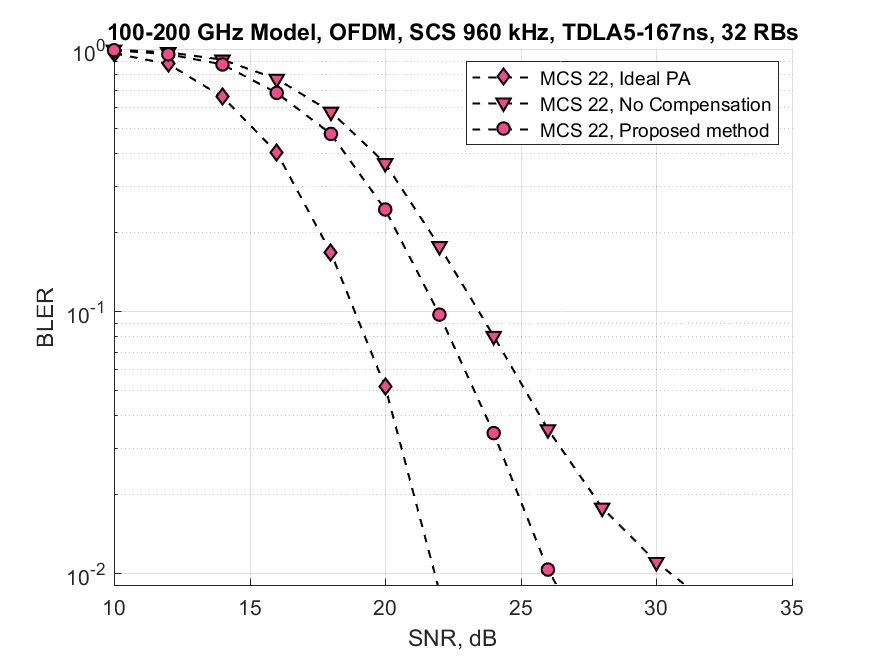 100-200 GHz Model, OFDM, SCS 960 kHz, TDLA5-167ns, 32 RBs
MCS 22, Ideal PA
MCS 22, No Compensation
MCS 22, Proposed method
BLER
10^0
10^-1
10^-2
10 15 20 25 30 35
SNR, dB